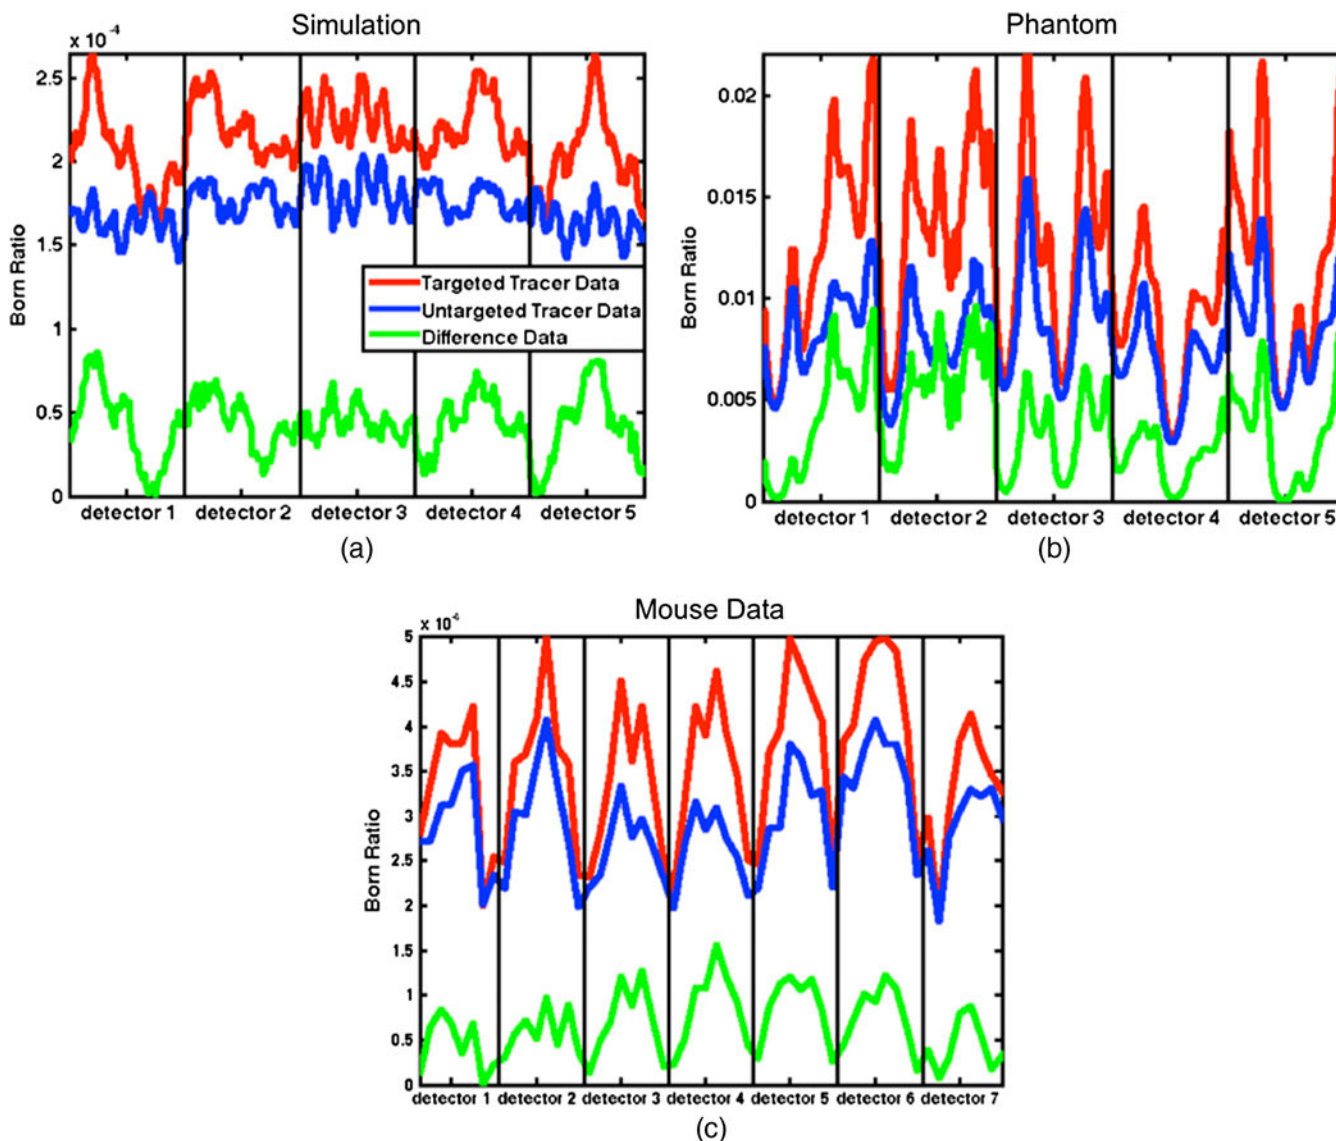 Simulation
x 10⁻⁴
2.5
2
1.5
1
0.5
0
Born Ratio
Targeted Tracer Data
Untargeted Tracer Data
Difference Data
detector 1 detector 2 detector 3 detector 4 detector 5
(a)
Phantom
0.02
0.015
0.01
0.005
0
Born Ratio
detector 1 detector 2 detector 3 detector 4 detector 5
(b)
Mouse Data
x 10
5
4.5
4
3.5
3
2.5
2
1.5
1
0.5
0
Born Ratio
detector 1 detector 2 detector 3 detector 4 detector 5 detector 6 detector 7
(c)